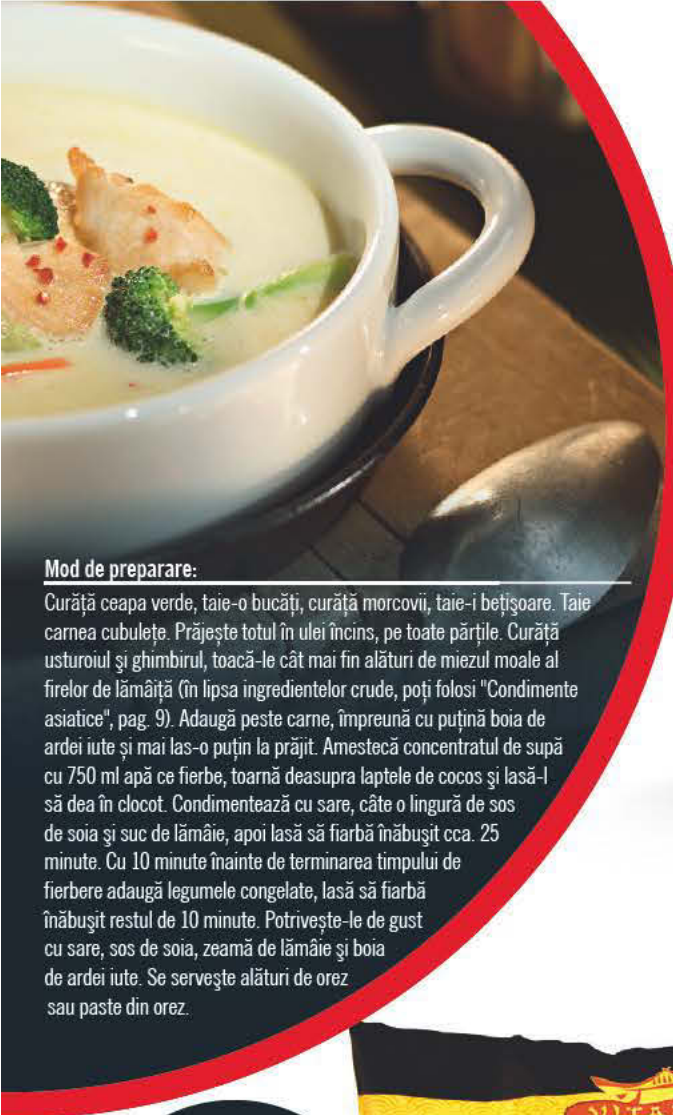 Mod de preparare:
Curăță ceapa verde, taie-o bucăți, curăță morcovii, taie-i bețişoare. Taie
carnea cubulețe. Prăjește totul în ulei încins, pe toate părțile. Curăță
usturoiul şi ghimbirul, toacă-le cât mai fin alături de miezul moale al
firelor de lămâiță (în lipsa ingredientelor crude, poți folosi "Condimente
asiatice", pag. 9). Adaugă peste carne, împreună cu puțină boia de
ardei iute și mai las-o puțin la prăjit. Amestecă concentratul de supă
cu 750 ml apă ce fierbe, toarnă deasupra laptele de cocos şi lasă-l
să dea în clocot. Condimentează cu sare, câte o lingură de sos
de soia şi suc de lămâie, apoi lasă să fiarbă înăbuşit cca. 25
minute. Cu 10 minute înainte de terminarea timpului de
fierbere adaugă legumele congelate, lasă să fiarbă
înăbuşit restul de 10 minute. Potrivește-le de gust
cu sare, sos de soia, zeamă de lămâie şi boia
de ardei iute. Se serveşte alături de orez
sau paste din orez.